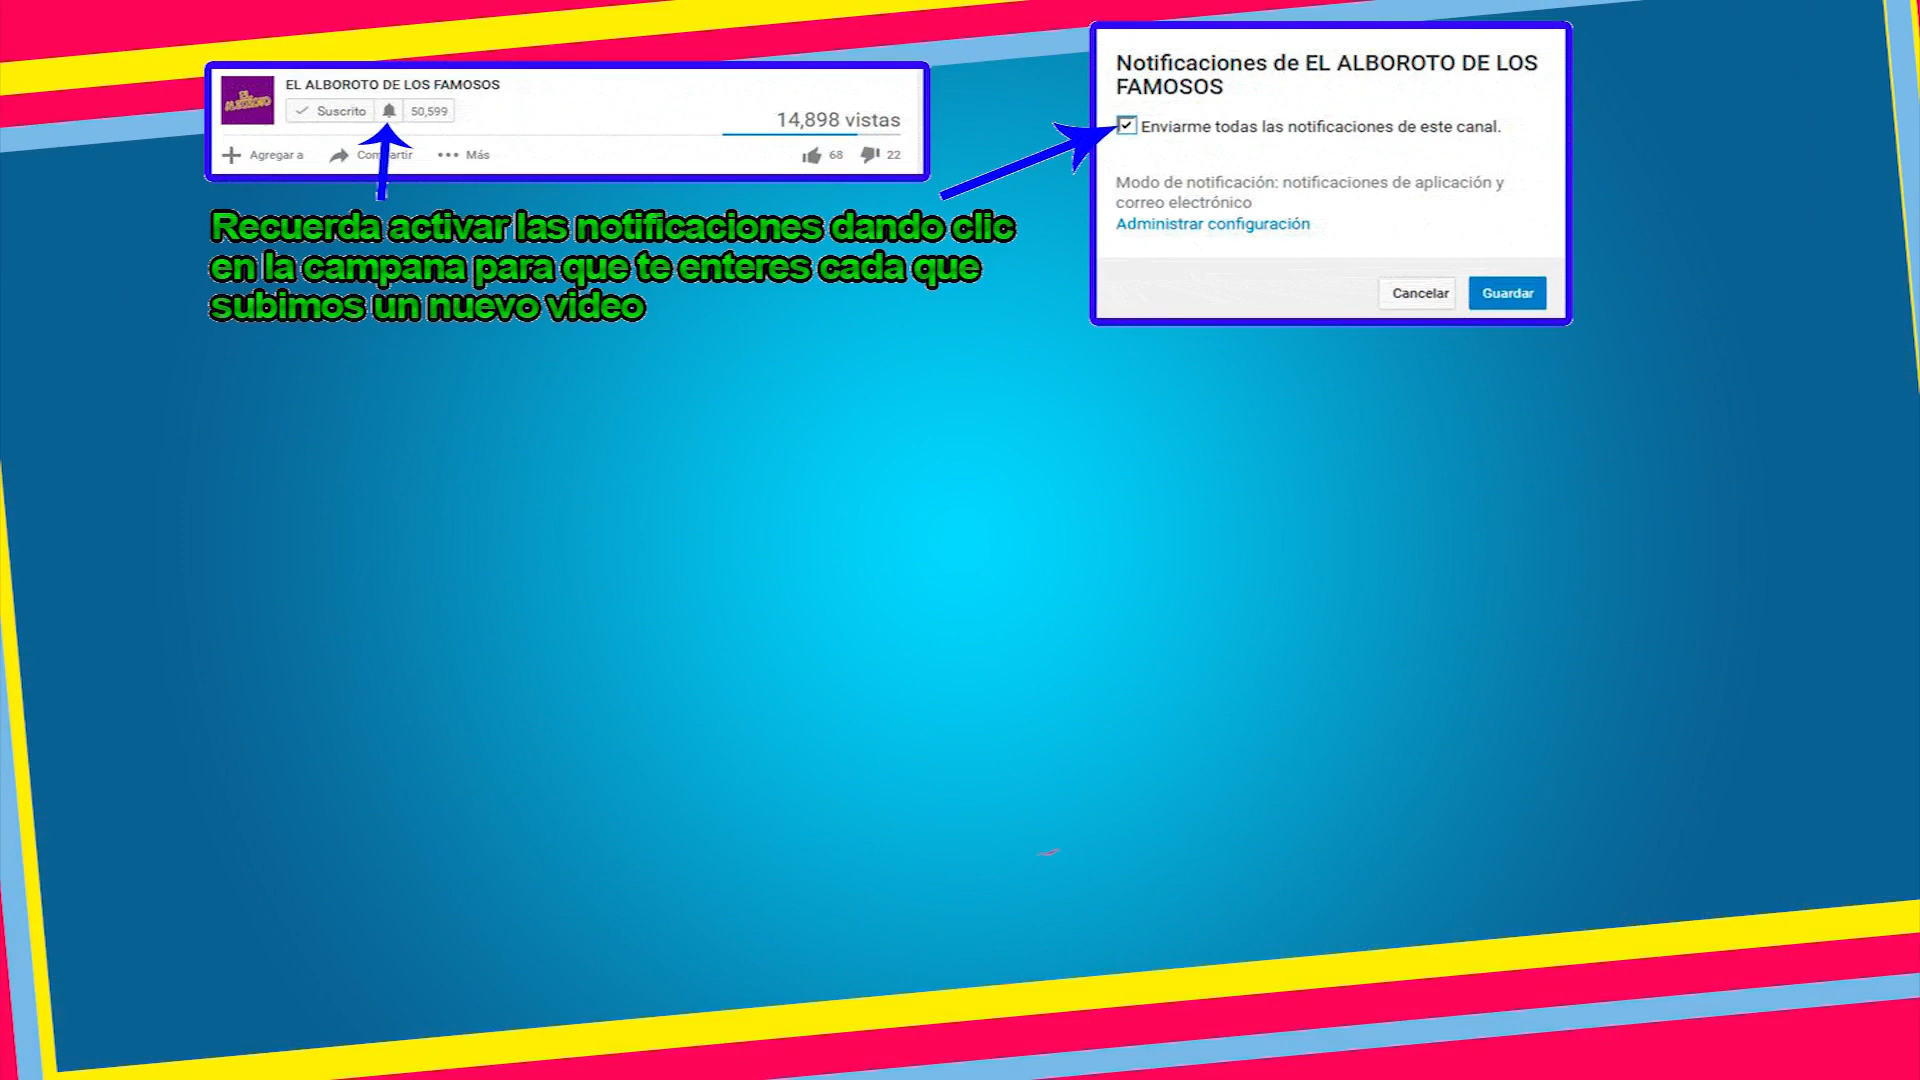 EL ALBOROTO DE LOS FAMOSOS
EL
ALBOROTO
Suscrito 50,599
14,898 vistas
Agregar a Compartir Más 68 22
Recuerda activar las notificaciones dando clic
en la campana para que te enteres cada que
subimos un nuevo video
Notificaciones de EL ALBOROTO DE LOS
FAMOSOS
Enviarme todas las notificaciones de este canal.
Modo de notificación: notificaciones de aplicación y
correo electrónico
Administrar configuración
Cancelar Guardar